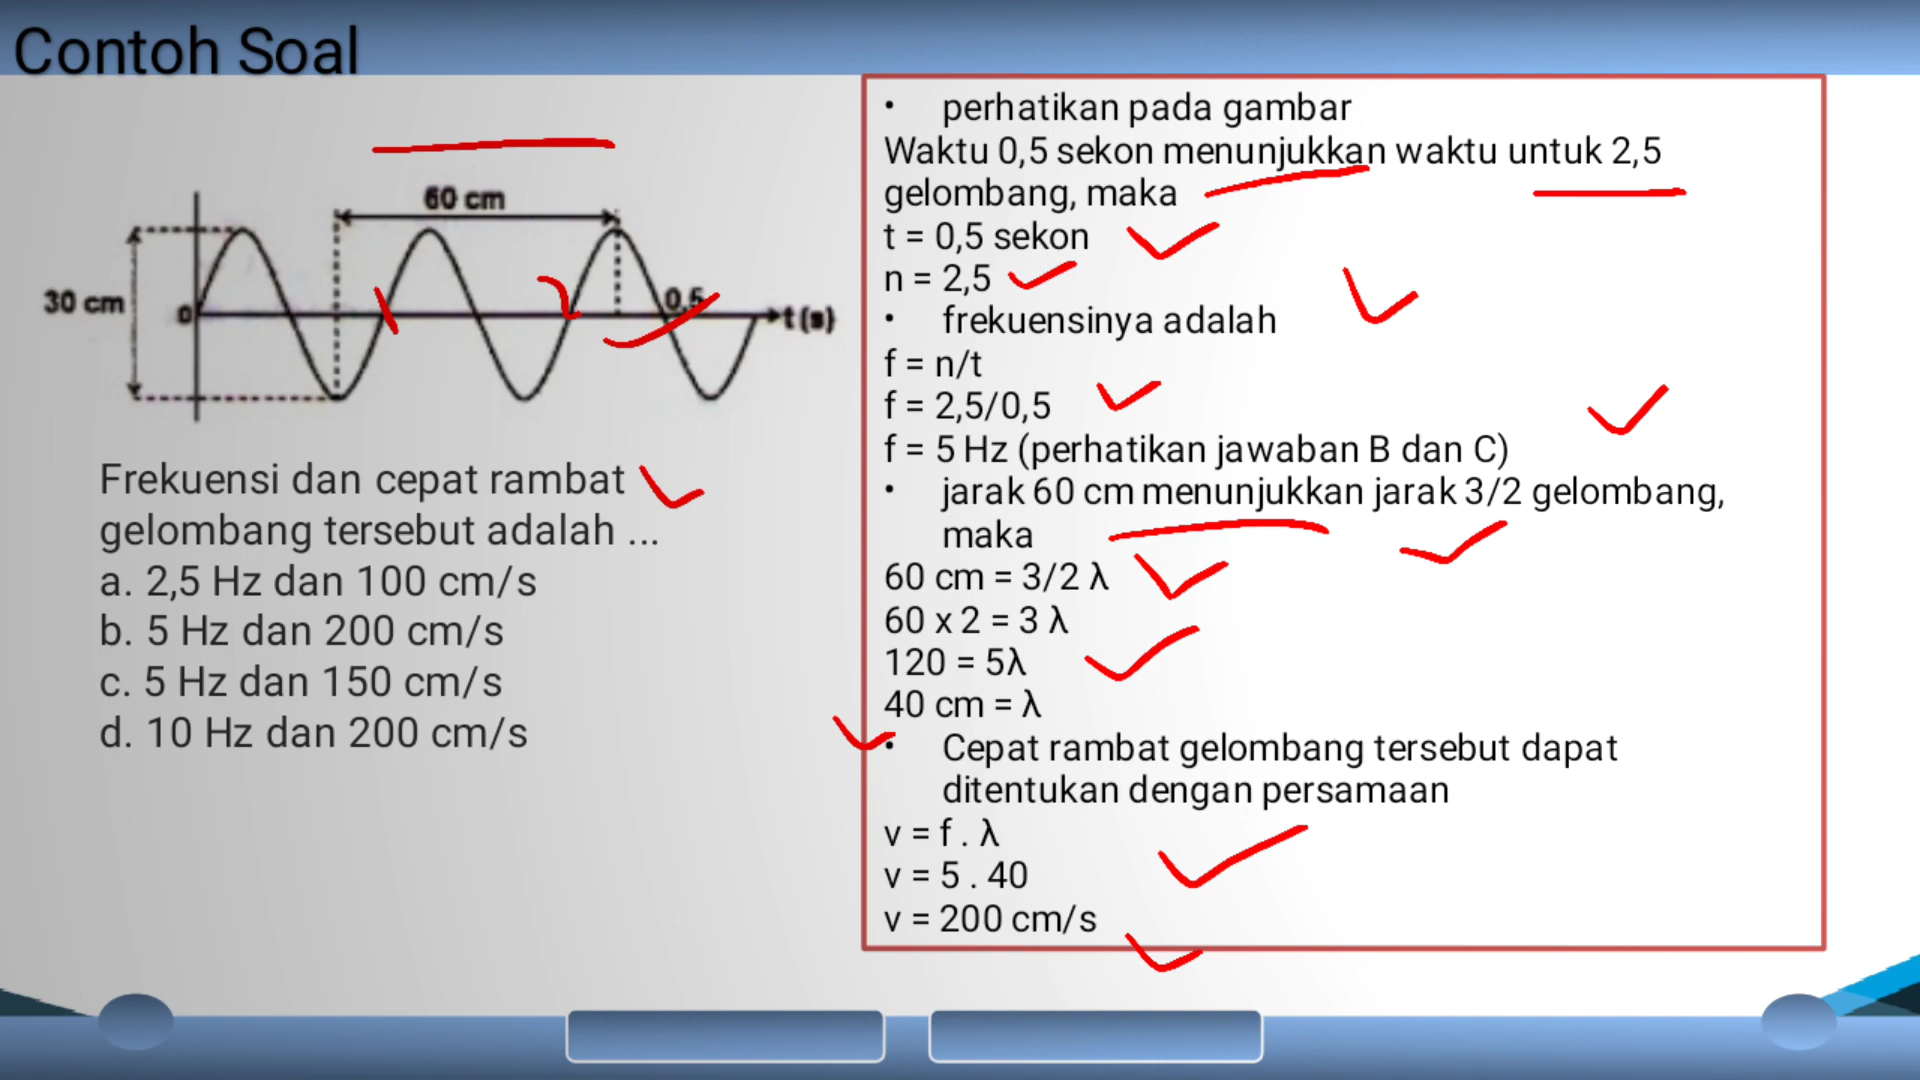 Contoh Soal
60 cm
30 cm
0
0,5
t (s)
Frekuensi dan cepat rambat
gelombang tersebut adalah ...
a. 2,5 Hz dan 100 cm/s
b. 5 Hz dan 200 cm/s
c. 5 Hz dan 150 cm/s
d. 10 Hz dan 200 cm/s
• perhatikan pada gambar
Waktu 0,5 sekon menunjukkan waktu untuk 2,5
gelombang, maka
t = 0,5 sekon
n = 2,5
• frekuensinya adalah
f = n/t
f = 2,5/0,5
f = 5 Hz (perhatikan jawaban B dan C)
• jarak 60 cm menunjukkan jarak 3/2 gelombang,
maka
60 cm = 3/2 λ
60 x 2 = 3 λ
120 = 5λ
40 cm = λ
• Cepat rambat gelombang tersebut dapat
ditentukan dengan persamaan
v = f . λ
v = 5 . 40
v = 200 cm/s